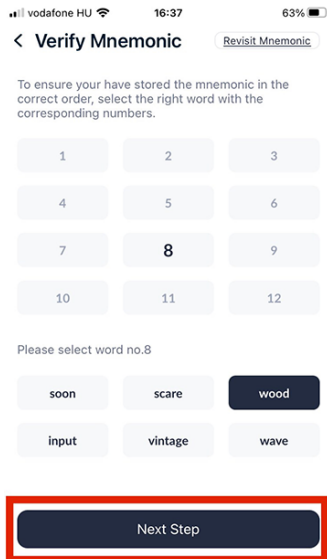 vodafone HU 16:37 63%
Verify Mnemonic Revisit Mnemonic
To ensure your have stored the mnemonic in the
correct order, select the right word with the
corresponding numbers.
1 2 3
4 5 6
7 8 9
10 11 12
Please select word no.8
soon scare wood
input vintage wave
Next Step